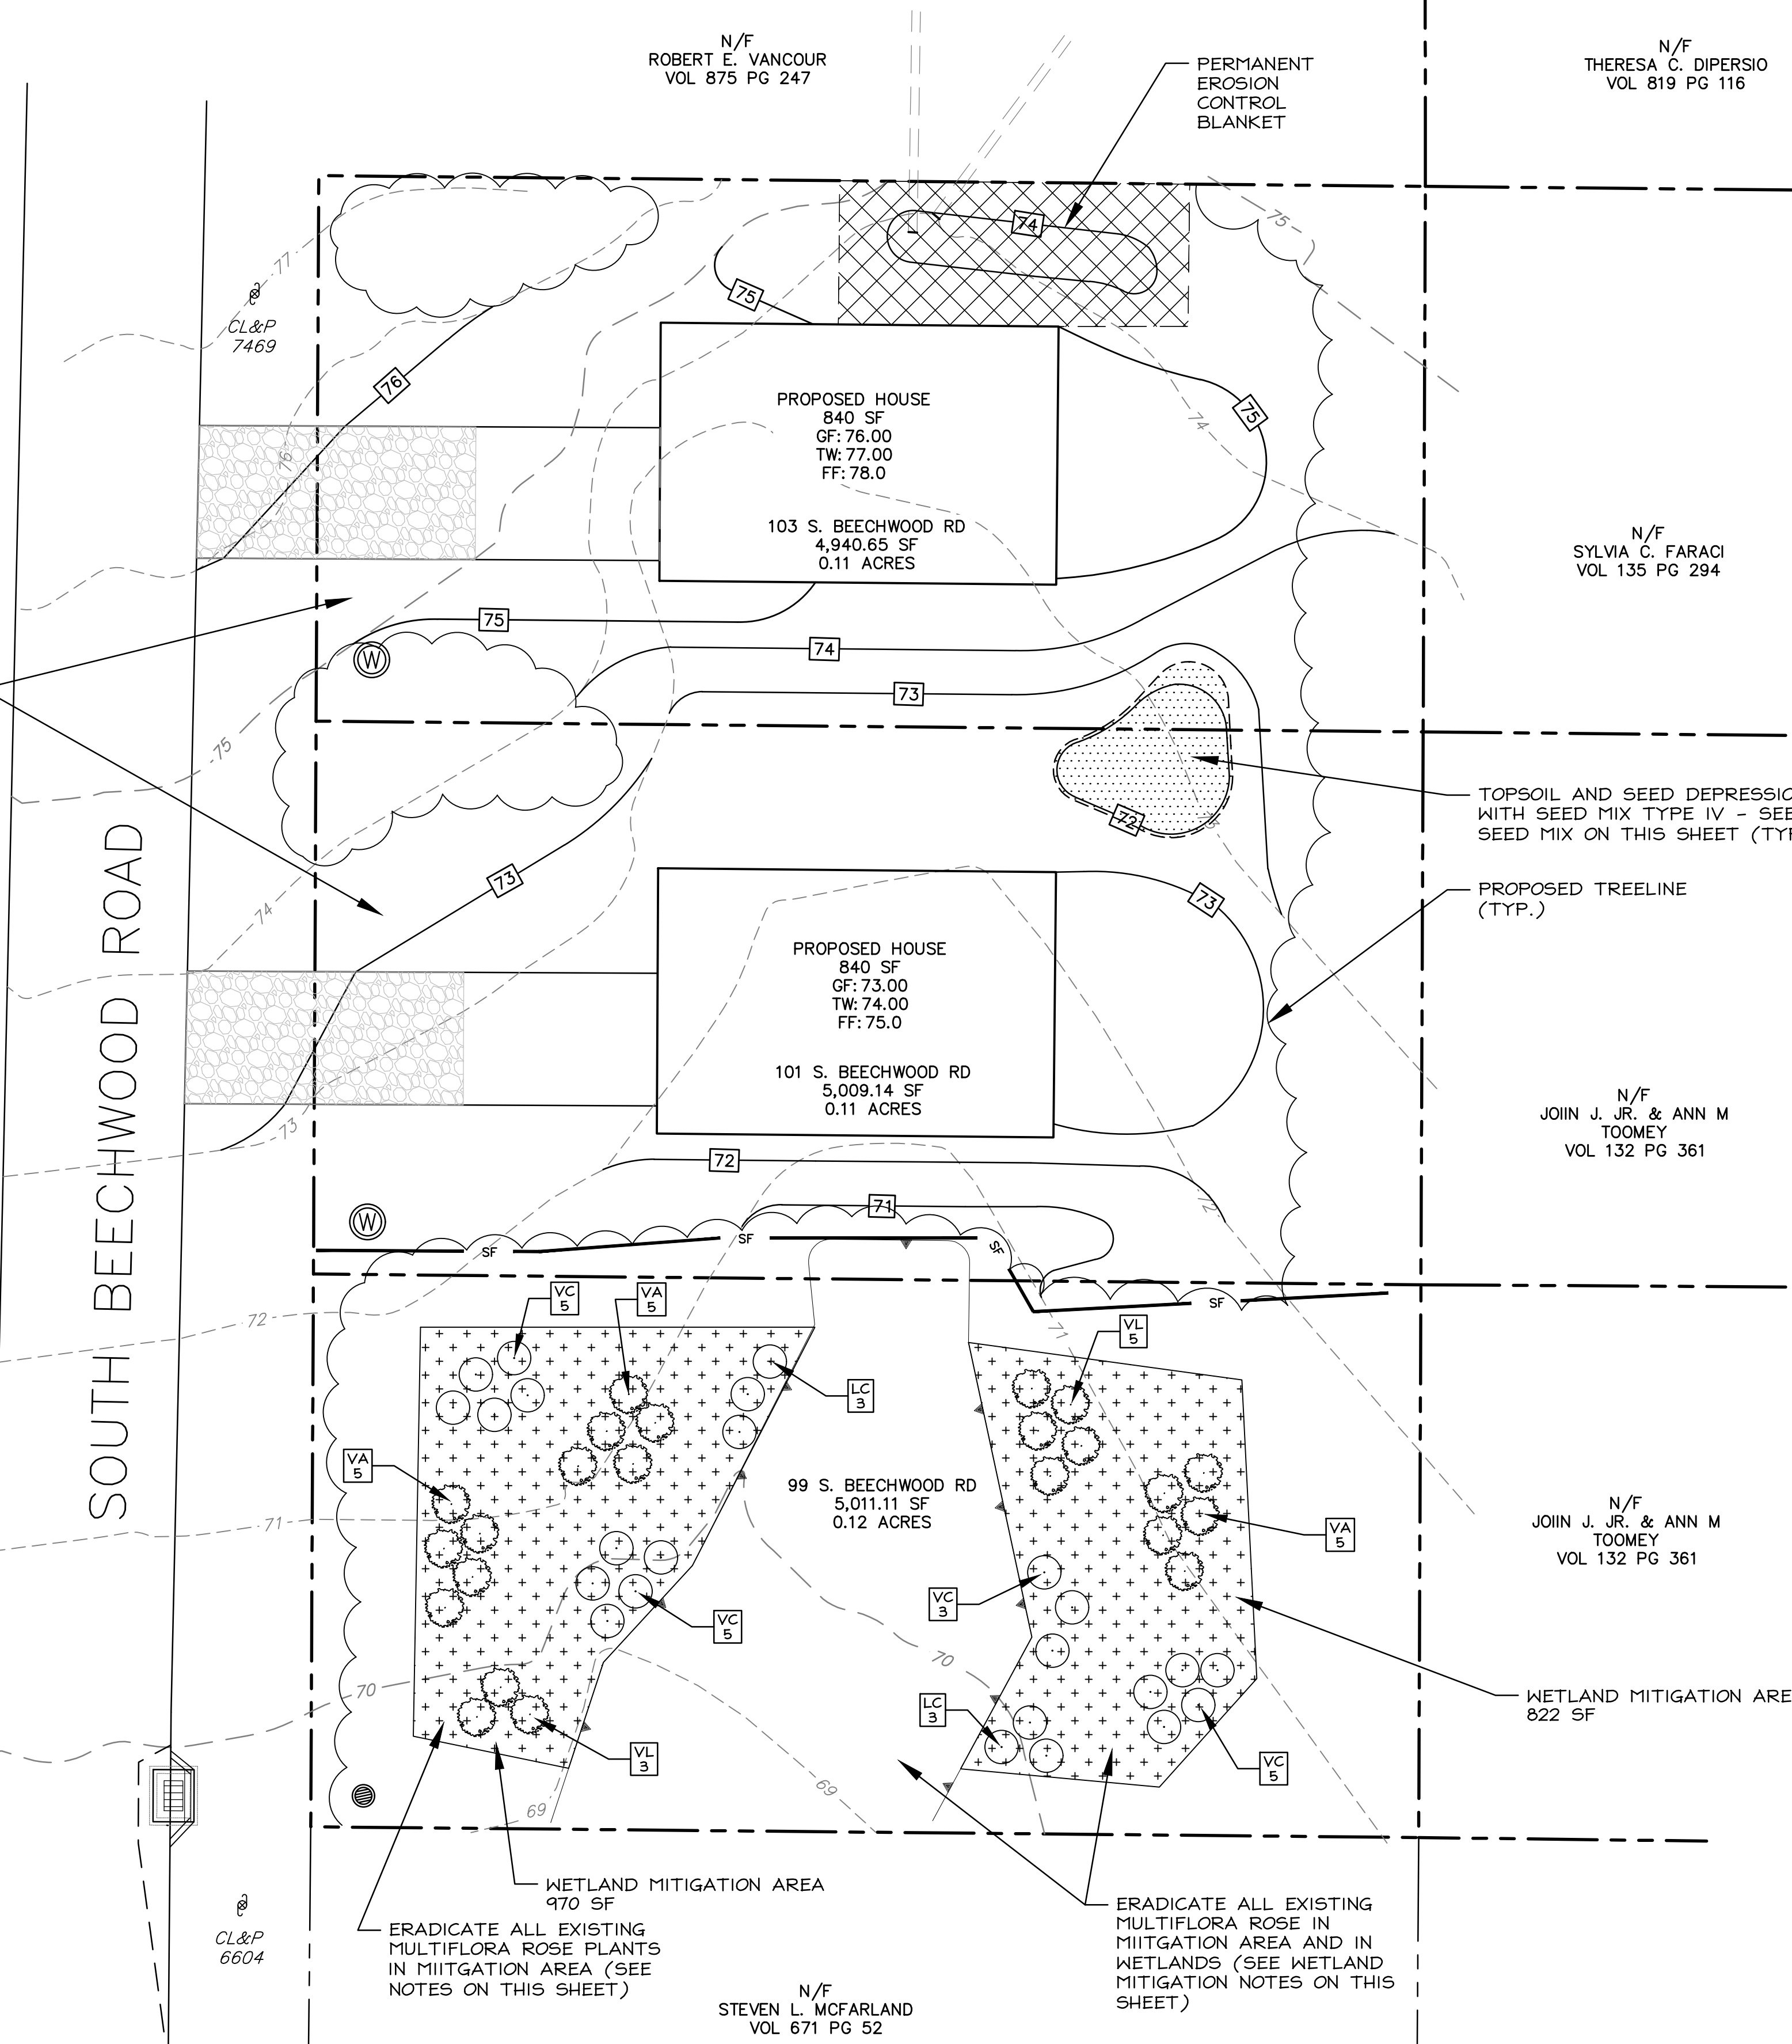 N/F
ROBERT E. VANCOUR
VOL 875 PG 247
PERMANENT
EROSION
CONTROL
BLANKET
N/F
THERESA C. DIPERSIO
VOL 819 PG 116
77
75
74
75
CL&P
7469
76
75
74
76
PROPOSED HOUSE
840 SF
GF: 76.00
TW: 77.00
FF: 78.0
103 S. BEECHWOOD RD
4,940.65 SF
0.11 ACRES
N/F
SYLVIA C. FARACI
VOL 135 PG 294
75
74
73
W
75
TOPSOIL AND SEED DEPRESSIO
WITH SEED MIX TYPE IV - SEE
SEED MIX ON THIS SHEET (TYP
72
73
73
73
74
PROPOSED TREELINE
(TYP.)
PROPOSED HOUSE
840 SF
GF: 73.00
TW: 74.00
FF: 75.0
101 S. BEECHWOOD RD
5,009.14 SF
0.11 ACRES
SOUTH BEECHWOOD ROAD
73
N/F
JOIIN J. JR. & ANN M
TOOMEY
VOL 132 PG 361
72
71
72
W
SF
SF
SF
SF
72
71
VC
5
VA
5
VL
5
LC
3
VA
5
99 S. BEECHWOOD RD
5,011.11 SF
0.12 ACRES
71
VA
5
N/F
JOIIN J. JR. & ANN M
TOOMEY
VOL 132 PG 361
VC
5
VC
3
70
70
LC
3
WETLAND MITIGATION ARE
822 SF
VL
3
VC
5
69
69
WETLAND MITIGATION AREA
970 SF
ERADICATE ALL EXISTING
MULTIFLORA ROSE PLANTS
IN MIITGATION AREA (SEE
NOTES ON THIS SHEET)
ERADICATE ALL EXISTING
MULTIFLORA ROSE IN
MIITGATION AREA AND IN
WETLANDS (SEE WETLAND
MITIGATION NOTES ON THIS
SHEET)
CL&P
6604
N/F
STEVEN L. MCFARLAND
VOL 671 PG 52